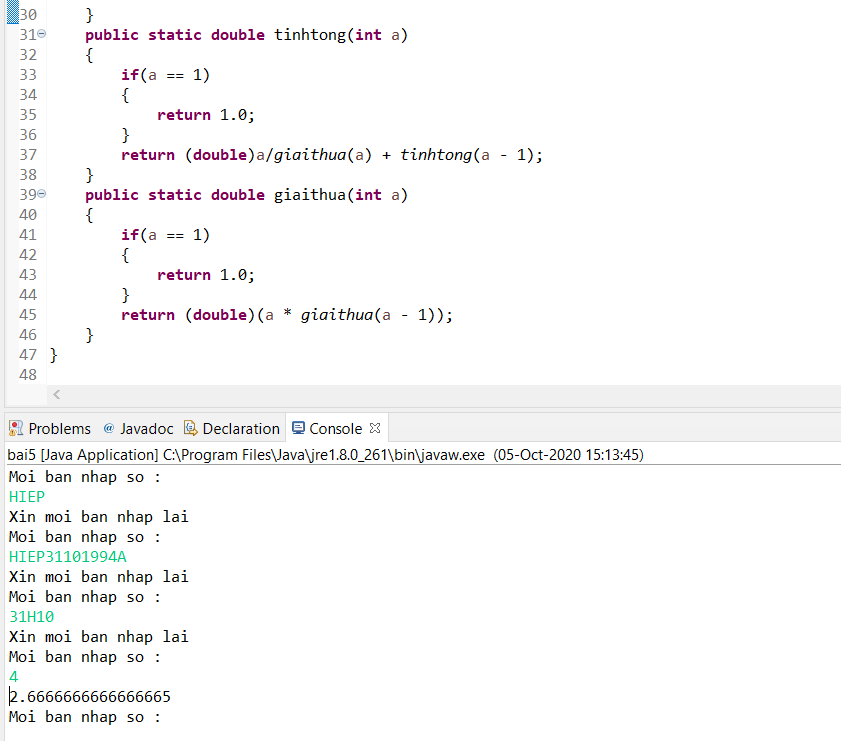 30 }
31 public static double tinhtong(int a)
32 {
33 if(a == 1)
34 {
35 return 1.0;
36 }
37 return (double)a/giaithua(a) + tinhtong(a - 1);
38 }
39 public static double giaithua(int a)
40 {
41 if(a == 1)
42 {
43 return 1.0;
44 }
45 return (double)(a * giaithua(a - 1));
46 }
47 }
48
Problems @ Javadoc Declaration Console
bai5 [Java Application] C:\Program Files\Java\jre1.8.0_261\bin\javaw.exe (05-Oct-2020 15:13:45)
Moi ban nhap so :
HIEP
Xin moi ban nhap lai
Moi ban nhap so :
HIEP31101994A
Xin moi ban nhap lai
Moi ban nhap so :
31H10
Xin moi ban nhap lai
Moi ban nhap so :
4
2.6666666666666665
Moi ban nhap so :